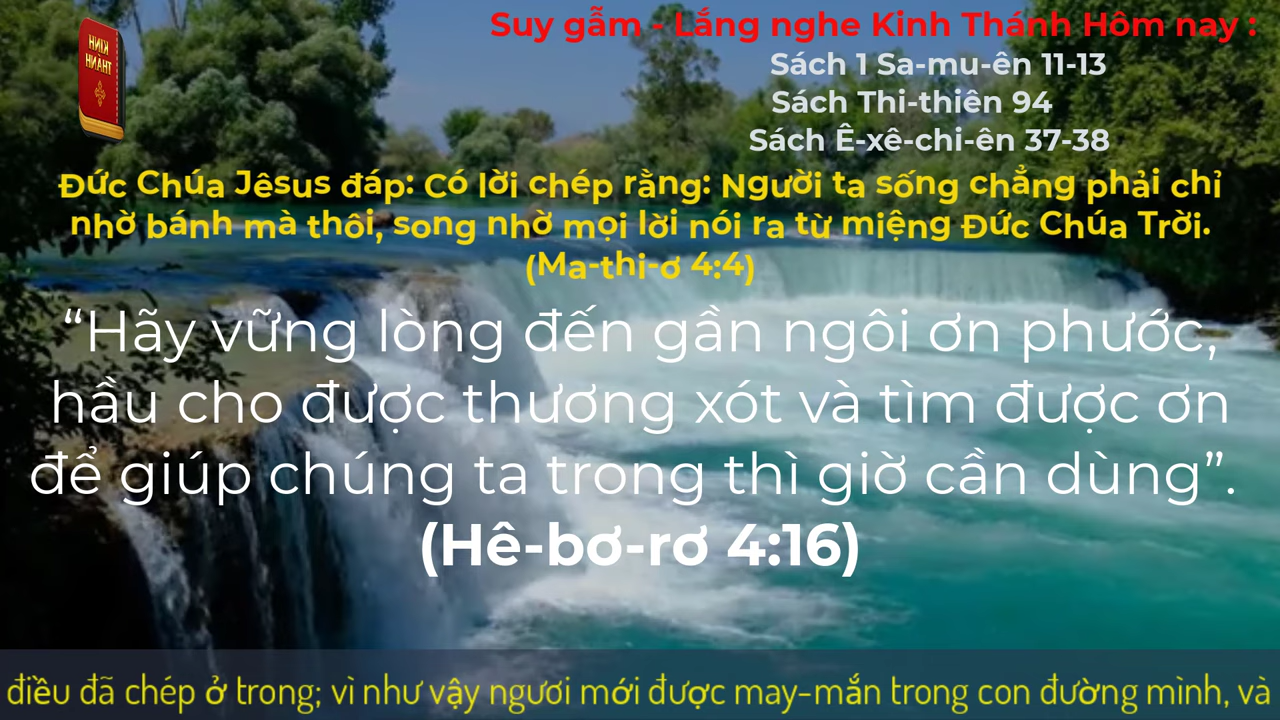 KINH
THÁNH
Suy gẫm - Lắng nghe Kinh Thánh Hôm nay :
Sách 1 Sa-mu-ên 11-13
Sách Thi-thiên 94
Sách Ê-xê-chi-ên 37-38
Đức Chúa Jêsus đáp: Có lời chép rằng: Người ta sống chẳng phải chỉ
nhờ bánh mà thôi, song nhờ mọi lời nói ra từ miệng Đức Chúa Trời.
(Ma-thi-ơ 4:4)
“Hãy vững lòng đến gần ngôi ơn phước,
hầu cho được thương xót và tìm được ơn
để giúp chúng ta trong thì giờ cần dùng”.
(Hê-bơ-rơ 4:16)
điều đã chép ở trong; vì như vậy ngươi mới được may-mắn trong con đường mình, và